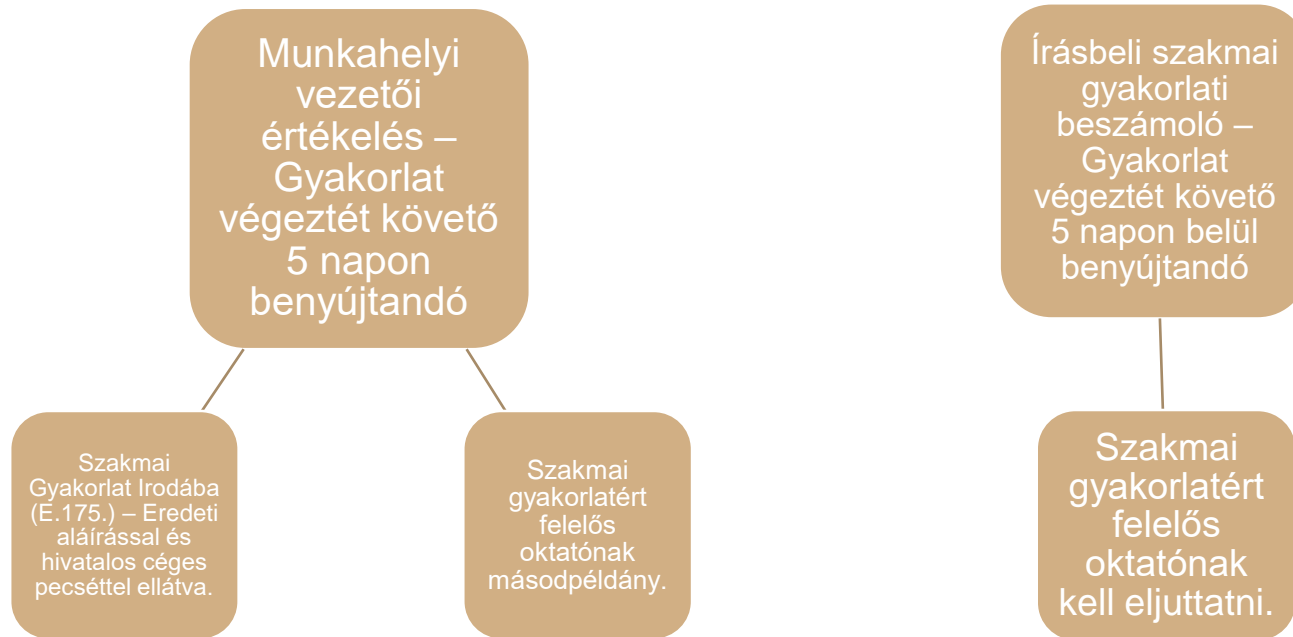 Munkahelyi
vezetői
értékelés –
Gyakorlat
végeztét követő
5 napon
benyújtandó
Szakmai
Gyakorlat Irodába
(E.175.) – Eredeti
aláírással és
hivatalos céges
pecséttel ellátva.
Szakmai
gyakorlatért
felelős
oktatónak
másodpéldány.
Írásbeli szakmai
gyakorlati
beszámoló –
Gyakorlat
végeztét követő
5 napon belül
benyújtandó
Szakmai
gyakorlatért
felelős
oktatónak
kell eljuttatni.